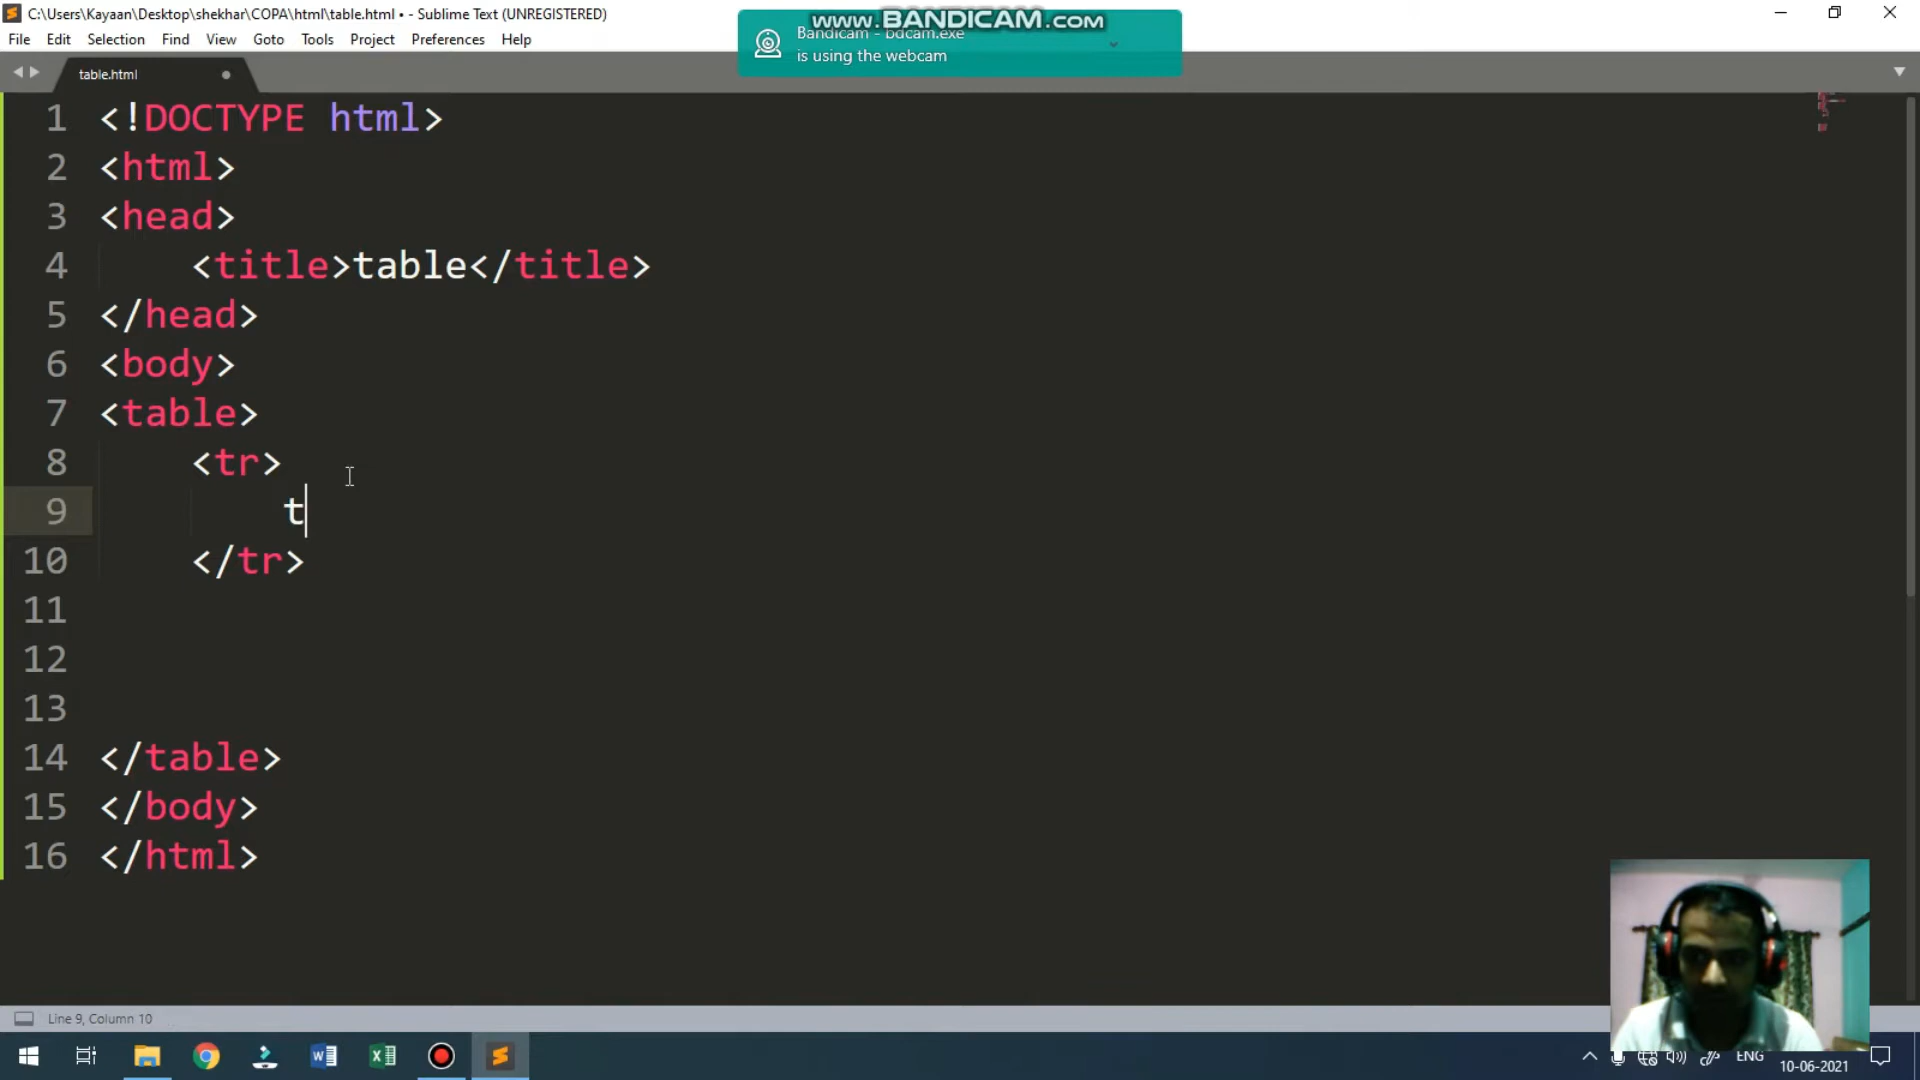 C:\Users\Kayaan\Desktop\shekhar\COPA\html\table.html • - Sublime Text (UNREGISTERED)
www.BANDICAM.com
Bandicam - bdcam.exe
is using the webcam
File Edit Selection Find View Goto Tools Project Preferences Help
table.html
1 <!DOCTYPE html>
2 <html>
3 <head>
4 <title>table</title>
5 </head>
6 <body>
7 <table>
8 <tr>
9 t
10 </tr>
11
12
13
14 </table>
15 </body>
16 </html>
Line 9, Column 10
ENG
10-06-2021